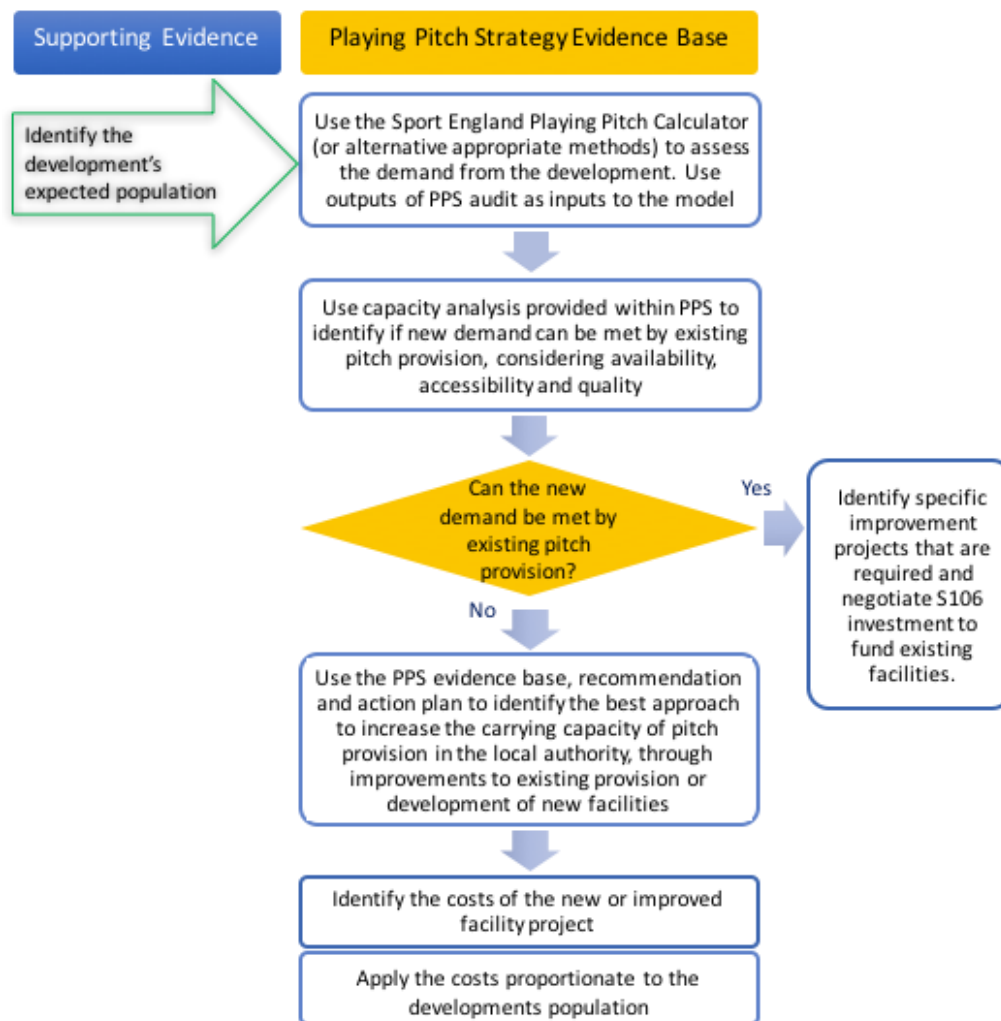 Supporting Evidence
Playing Pitch Strategy Evidence Base
Identify the
development's
expected population
Use the Sport England Playing Pitch Calculator
(or alternative appropriate methods) to assess
the demand from the development. Use
outputs of PPS audit as inputs to the model
Use capacity analysis provided within PPS to
identify if new demand can be met by existing
pitch provision, considering availability,
accessibility and quality
Can the new
demand be met by
existing pitch
provision?
Yes
Identify specific
improvement
projects that are
required and
negotiate S106
investment to
fund existing
facilities.
No
Use the PPS evidence base, recommendation
and action plan to identify the best approach
to increase the carrying capacity of pitch
provision in the local authority, through
improvements to existing provision or
development of new facilities
Identify the costs of the new or improved
facility project
Apply the costs proportionate to the
developments population